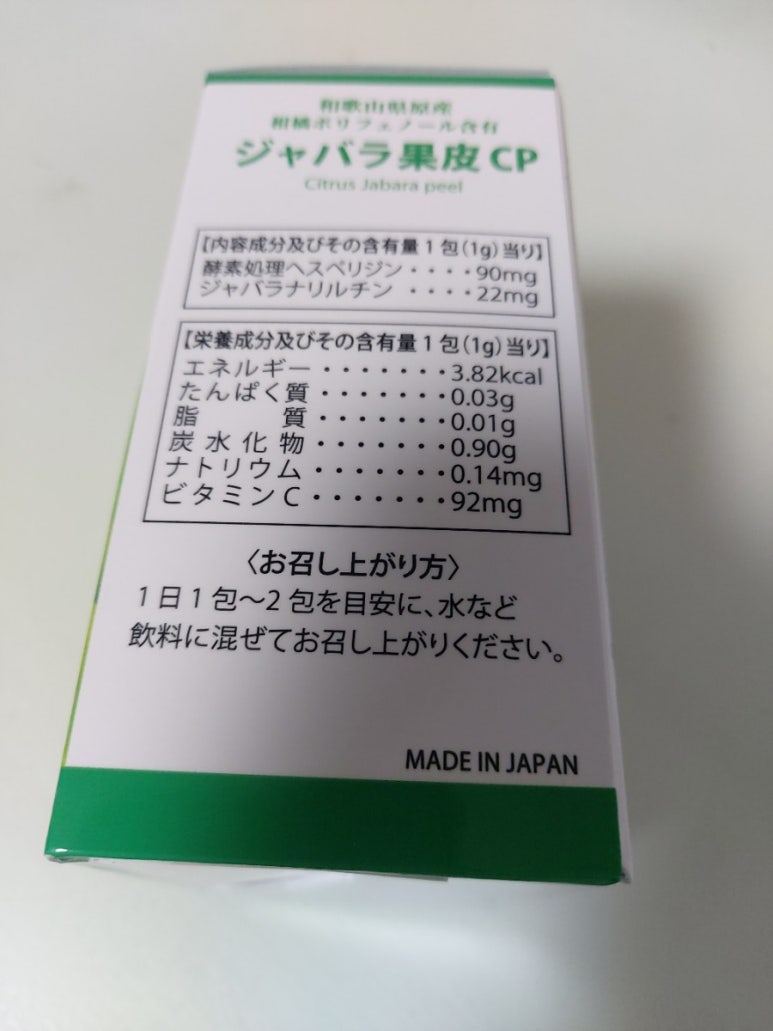 和歌山県原産
柑橘ポリフェノール含有
ジャバラ果皮CP
Citrus Jabara peel
【内容成分及びその含有量1包(1g)当り】
酵素処理ヘスペリジン・・・・90mg
ジャバラナリルチン ・・・・22mg
【栄養成分及びその含有量1包(1g)当り】
エネルギー・・・・・・・3.82kcal
たんぱく質・・・・・・・0.03g
脂　　　質・・・・・・・0.01g
炭水化物・・・・・・・0.90g
ナトリウム・・・・・・・0.14mg
ビタミンC・・・・・・・92mg
〈お召し上がり方〉
1日1包～2包を目安に、水など
飲料に混ぜてお召し上がりください。
MADE IN JAPAN